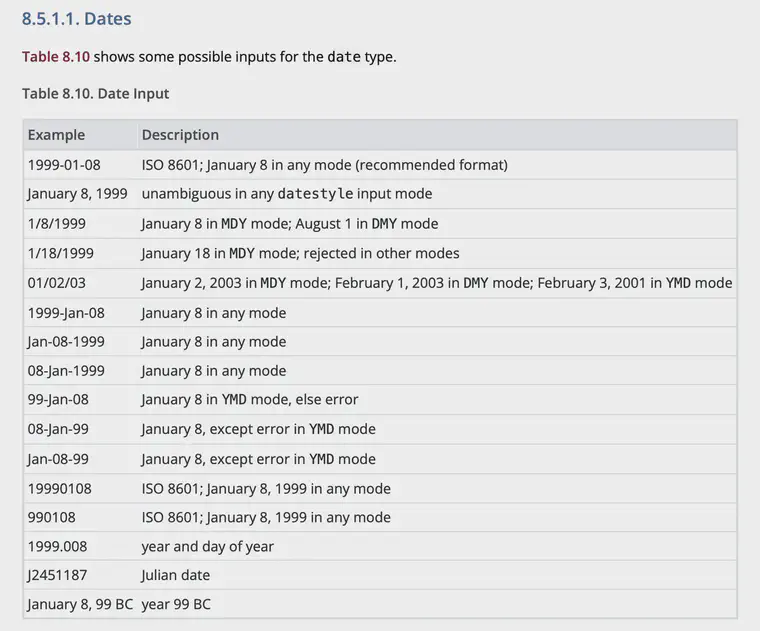 8.5.1.1. Dates
Table 8.10 shows some possible inputs for the date type.
Table 8.10. Date Input
Example Description
1999-01-08 ISO 8601; January 8 in any mode (recommended format)
January 8, 1999 unambiguous in any datestyle input mode
1/8/1999 January 8 in MDY mode; August 1 in DMY mode
1/18/1999 January 18 in MDY mode; rejected in other modes
01/02/03 January 2, 2003 in MDY mode; February 1, 2003 in DMY mode; February 3, 2001 in YMD mode
1999-Jan-08 January 8 in any mode
Jan-08-1999 January 8 in any mode
08-Jan-1999 January 8 in any mode
99-Jan-08 January 8 in YMD mode, else error
08-Jan-99 January 8, except error in YMD mode
Jan-08-99 January 8, except error in YMD mode
19990108 ISO 8601; January 8, 1999 in any mode
990108 ISO 8601; January 8, 1999 in any mode
1999.008 year and day of year
J2451187 Julian date
January 8, 99 BC year 99 BC